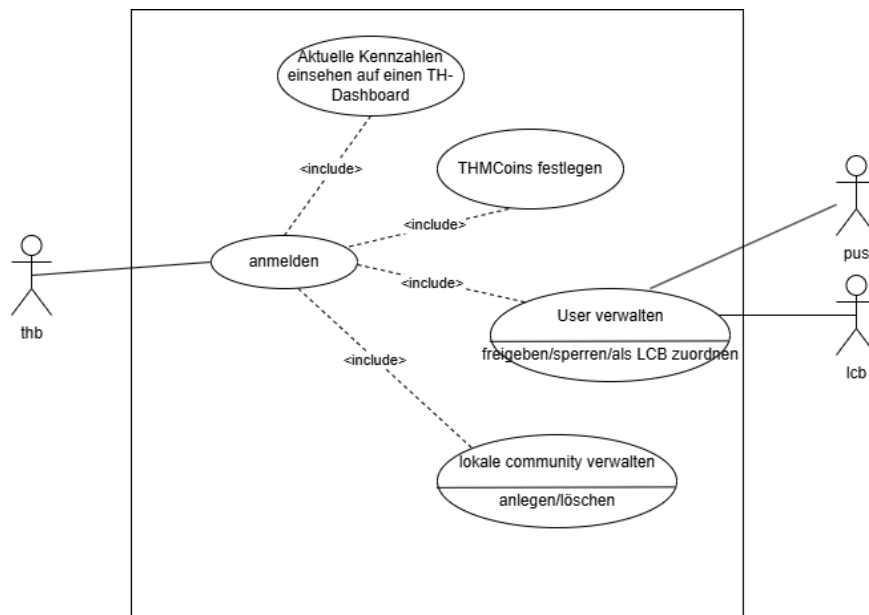 Aktuelle Kennzahlen
einsehen auf einen TH-
Dashboard
<include>
THMCoins festlegen
<include>
anmelden
<include>
thb
pus
User verwalten
freigeben/sperren/als LCB zuordnen
lcb
<include>
lokale community verwalten
anlegen/löschen